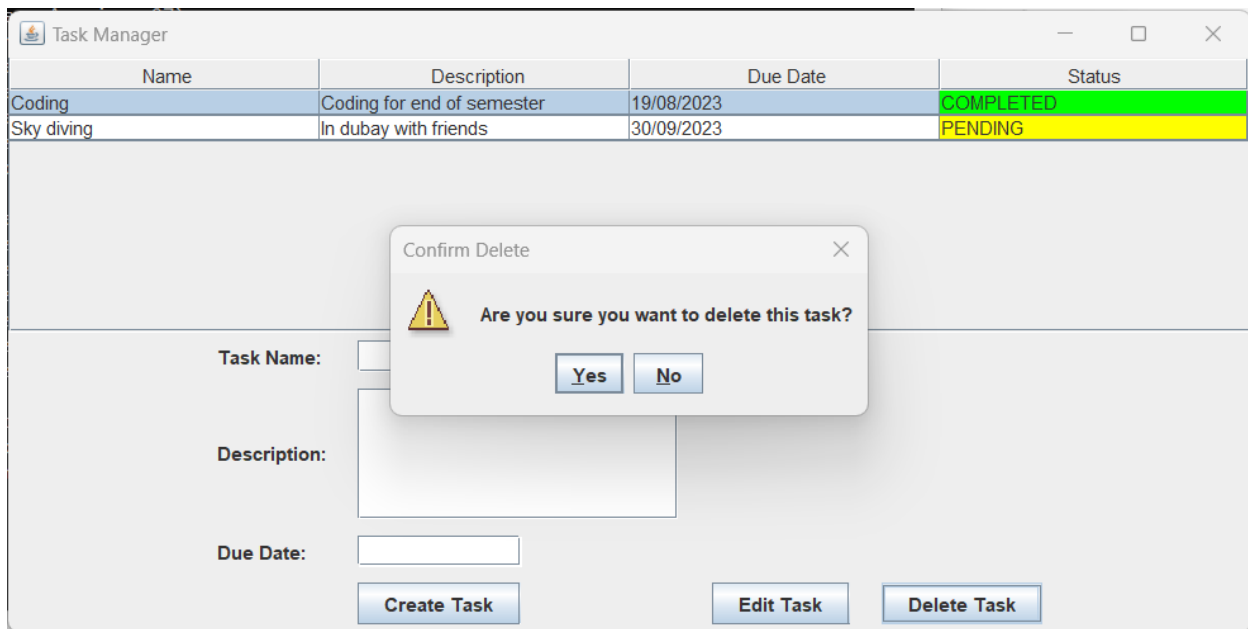 Task Manager
Name Description Due Date Status
Coding Coding for end of semester 19/08/2023 COMPLETED
Sky diving In dubay with friends 30/09/2023 PENDING
Confirm Delete
Are you sure you want to delete this task?
Yes No
Task Name:
Description:
Due Date:
Create Task Edit Task Delete Task